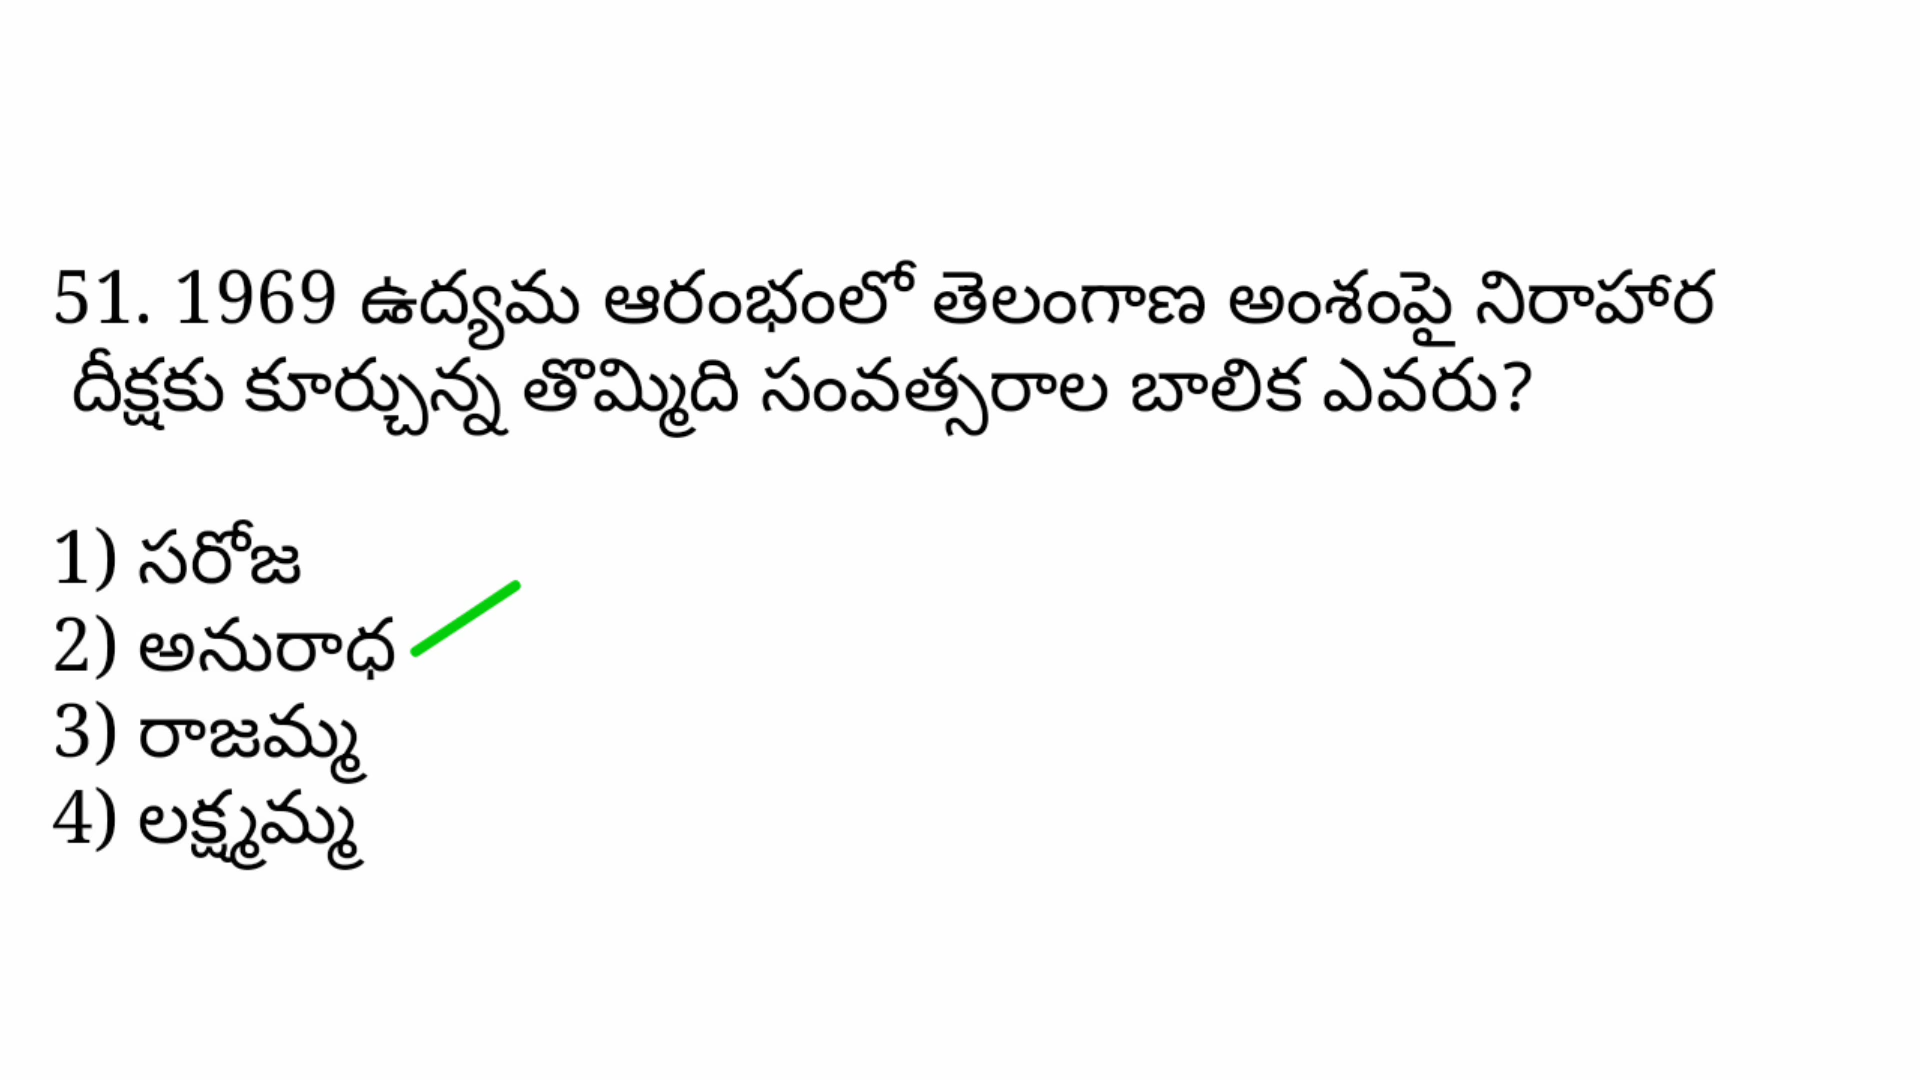 51. 1969 ఉద్యమ ఆరంభంలో తెలంగాణ అంశంపై నిరాహార
దీక్షకు కూర్చున్న తొమ్మిది సంవత్సరాల బాలిక ఎవరు?
1) సరోజ
2) అనురాధ
3) రాజమ్మ
4) లక్ష్మమ్మ